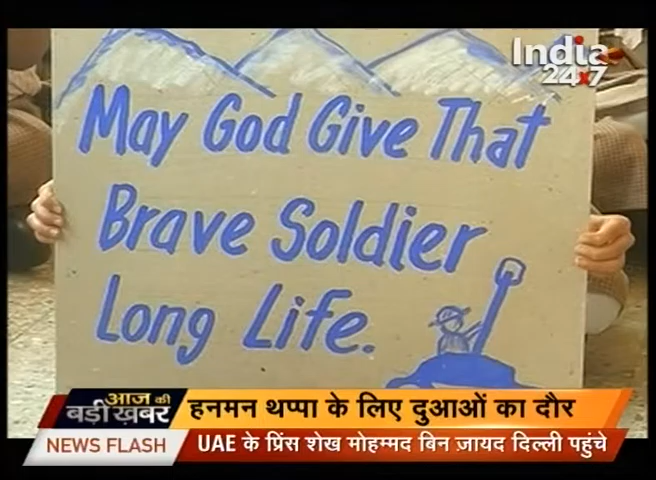 India
24x7
May God Give That
Brave Soldier
Long Life.
आज की
बड़ी ख़बर
हनमन थप्पा के लिए दुआओं का दौर
NEWS FLASH
UAE के प्रिंस शेख मोहम्मद बिन ज़ायद दिल्ली पहुंचे